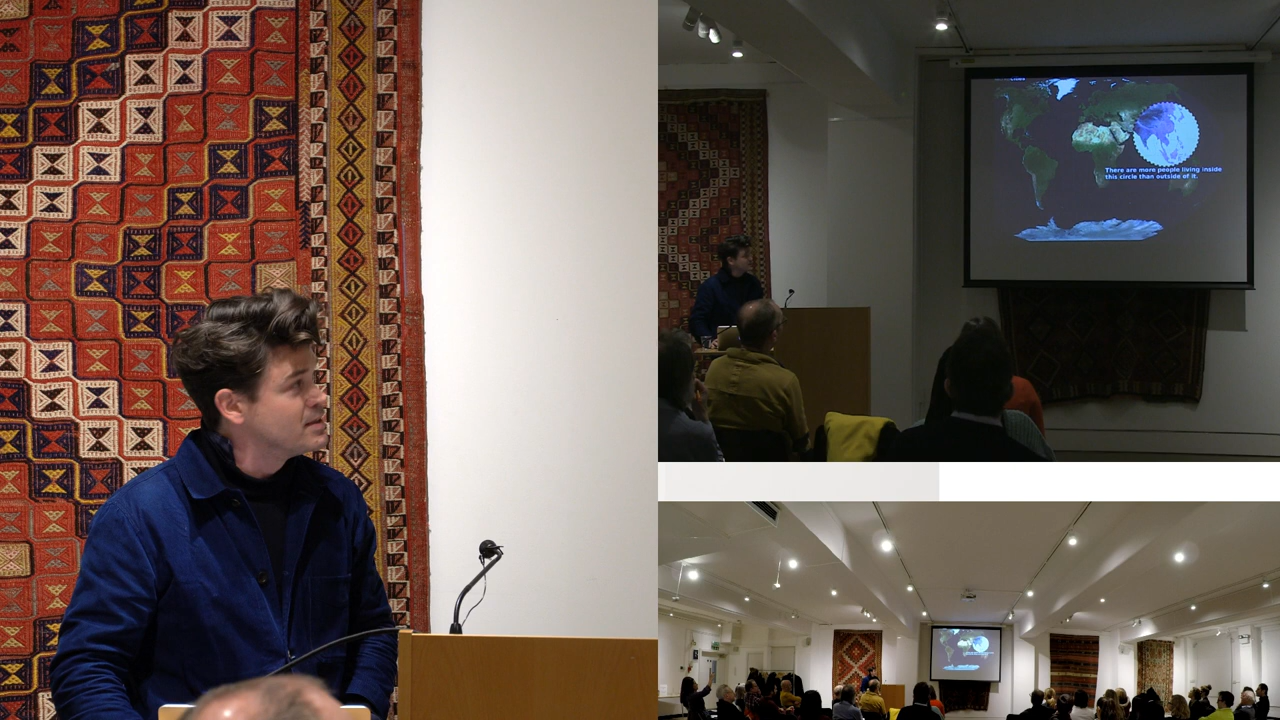 There are more people living inside
this circle than outside of it.